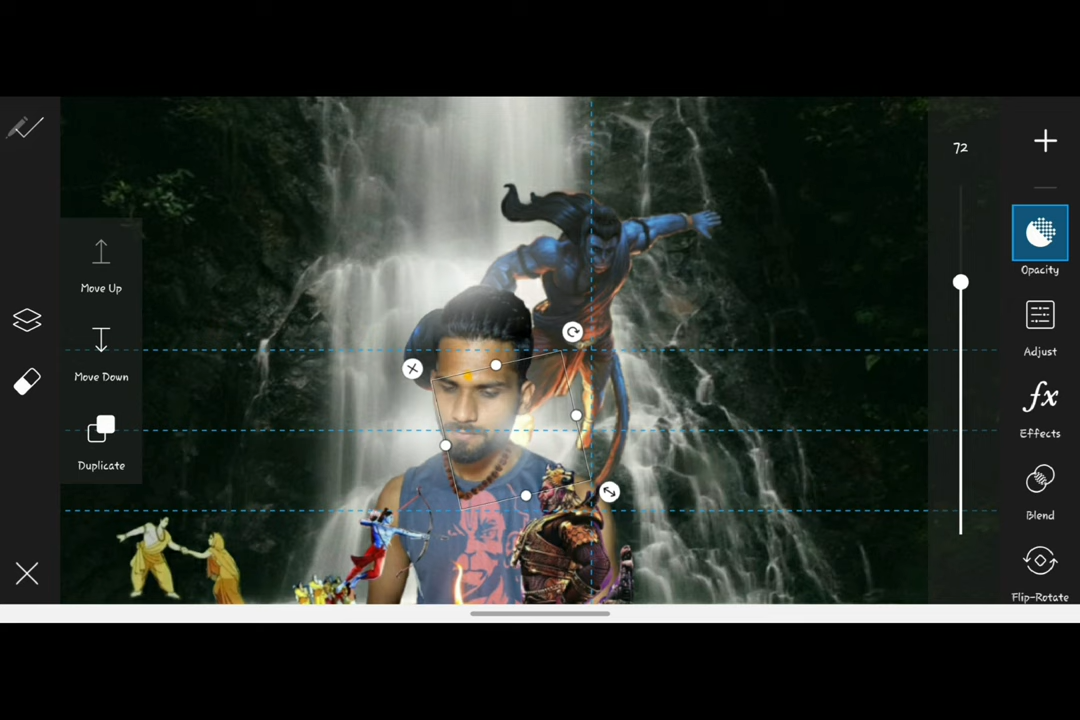 72
Opacity
Move Up
Adjust
Move Down
fx
Effects
Duplicate
Blend
Flip-Rotate